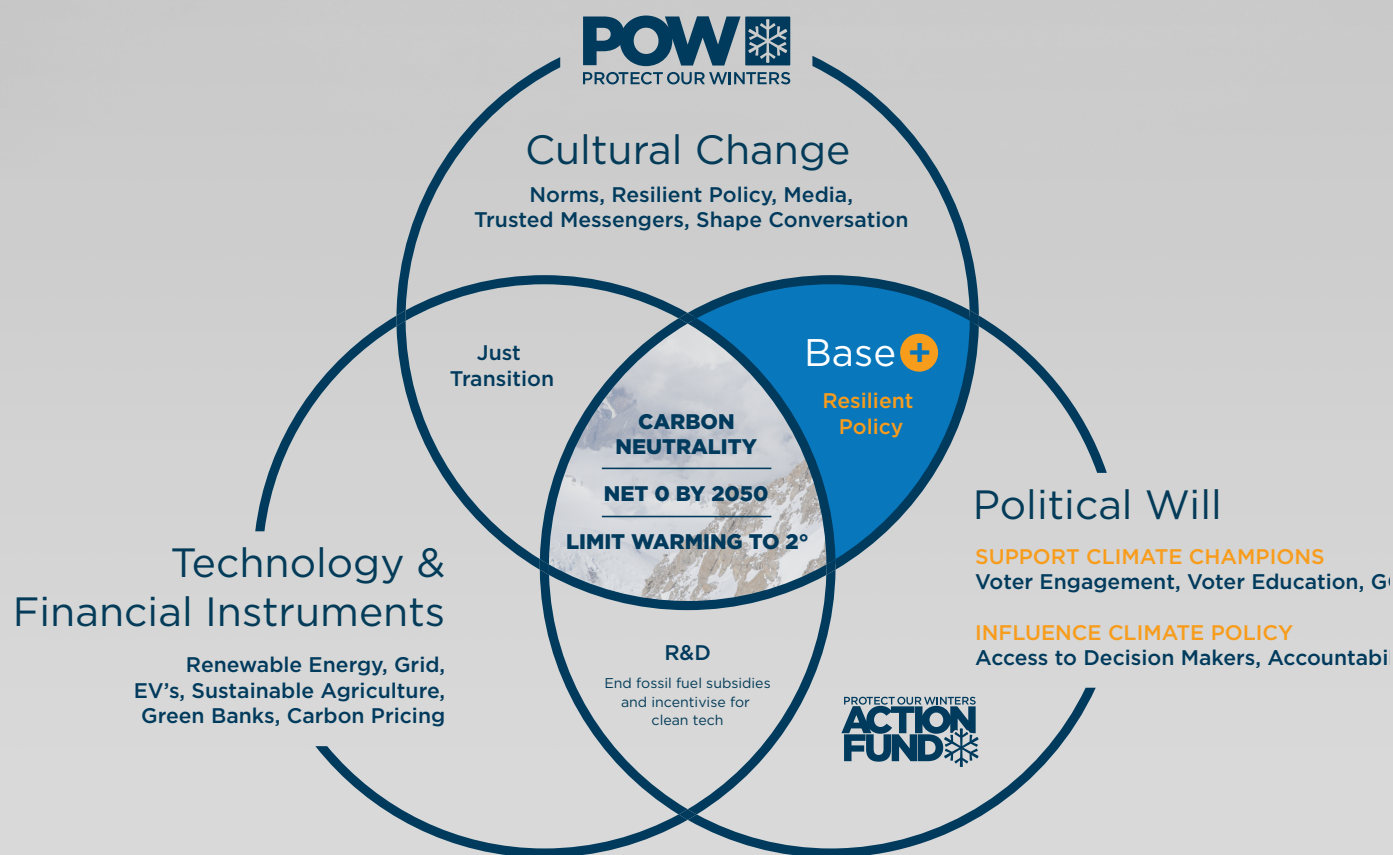 POW
PROTECT OUR WINTERS
Cultural Change
Norms, Resilient Policy, Media,
Trusted Messengers, Shape Conversation
Just
Transition
Base +
Resilient
Policy
CARBON
NEUTRALITY
NET 0 BY 2050
LIMIT WARMING TO 2°
Technology &
Financial Instruments
Renewable Energy, Grid,
EV's, Sustainable Agriculture,
Green Banks, Carbon Pricing
R&D
End fossil fuel subsidies
and incentivise for
clean tech
Political Will
SUPPORT CLIMATE CHAMPIONS
Voter Engagement, Voter Education,
INFLUENCE CLIMATE POLICY
Access to Decision Makers,
PROTECT OUR WINTERS
ACTION
FUND